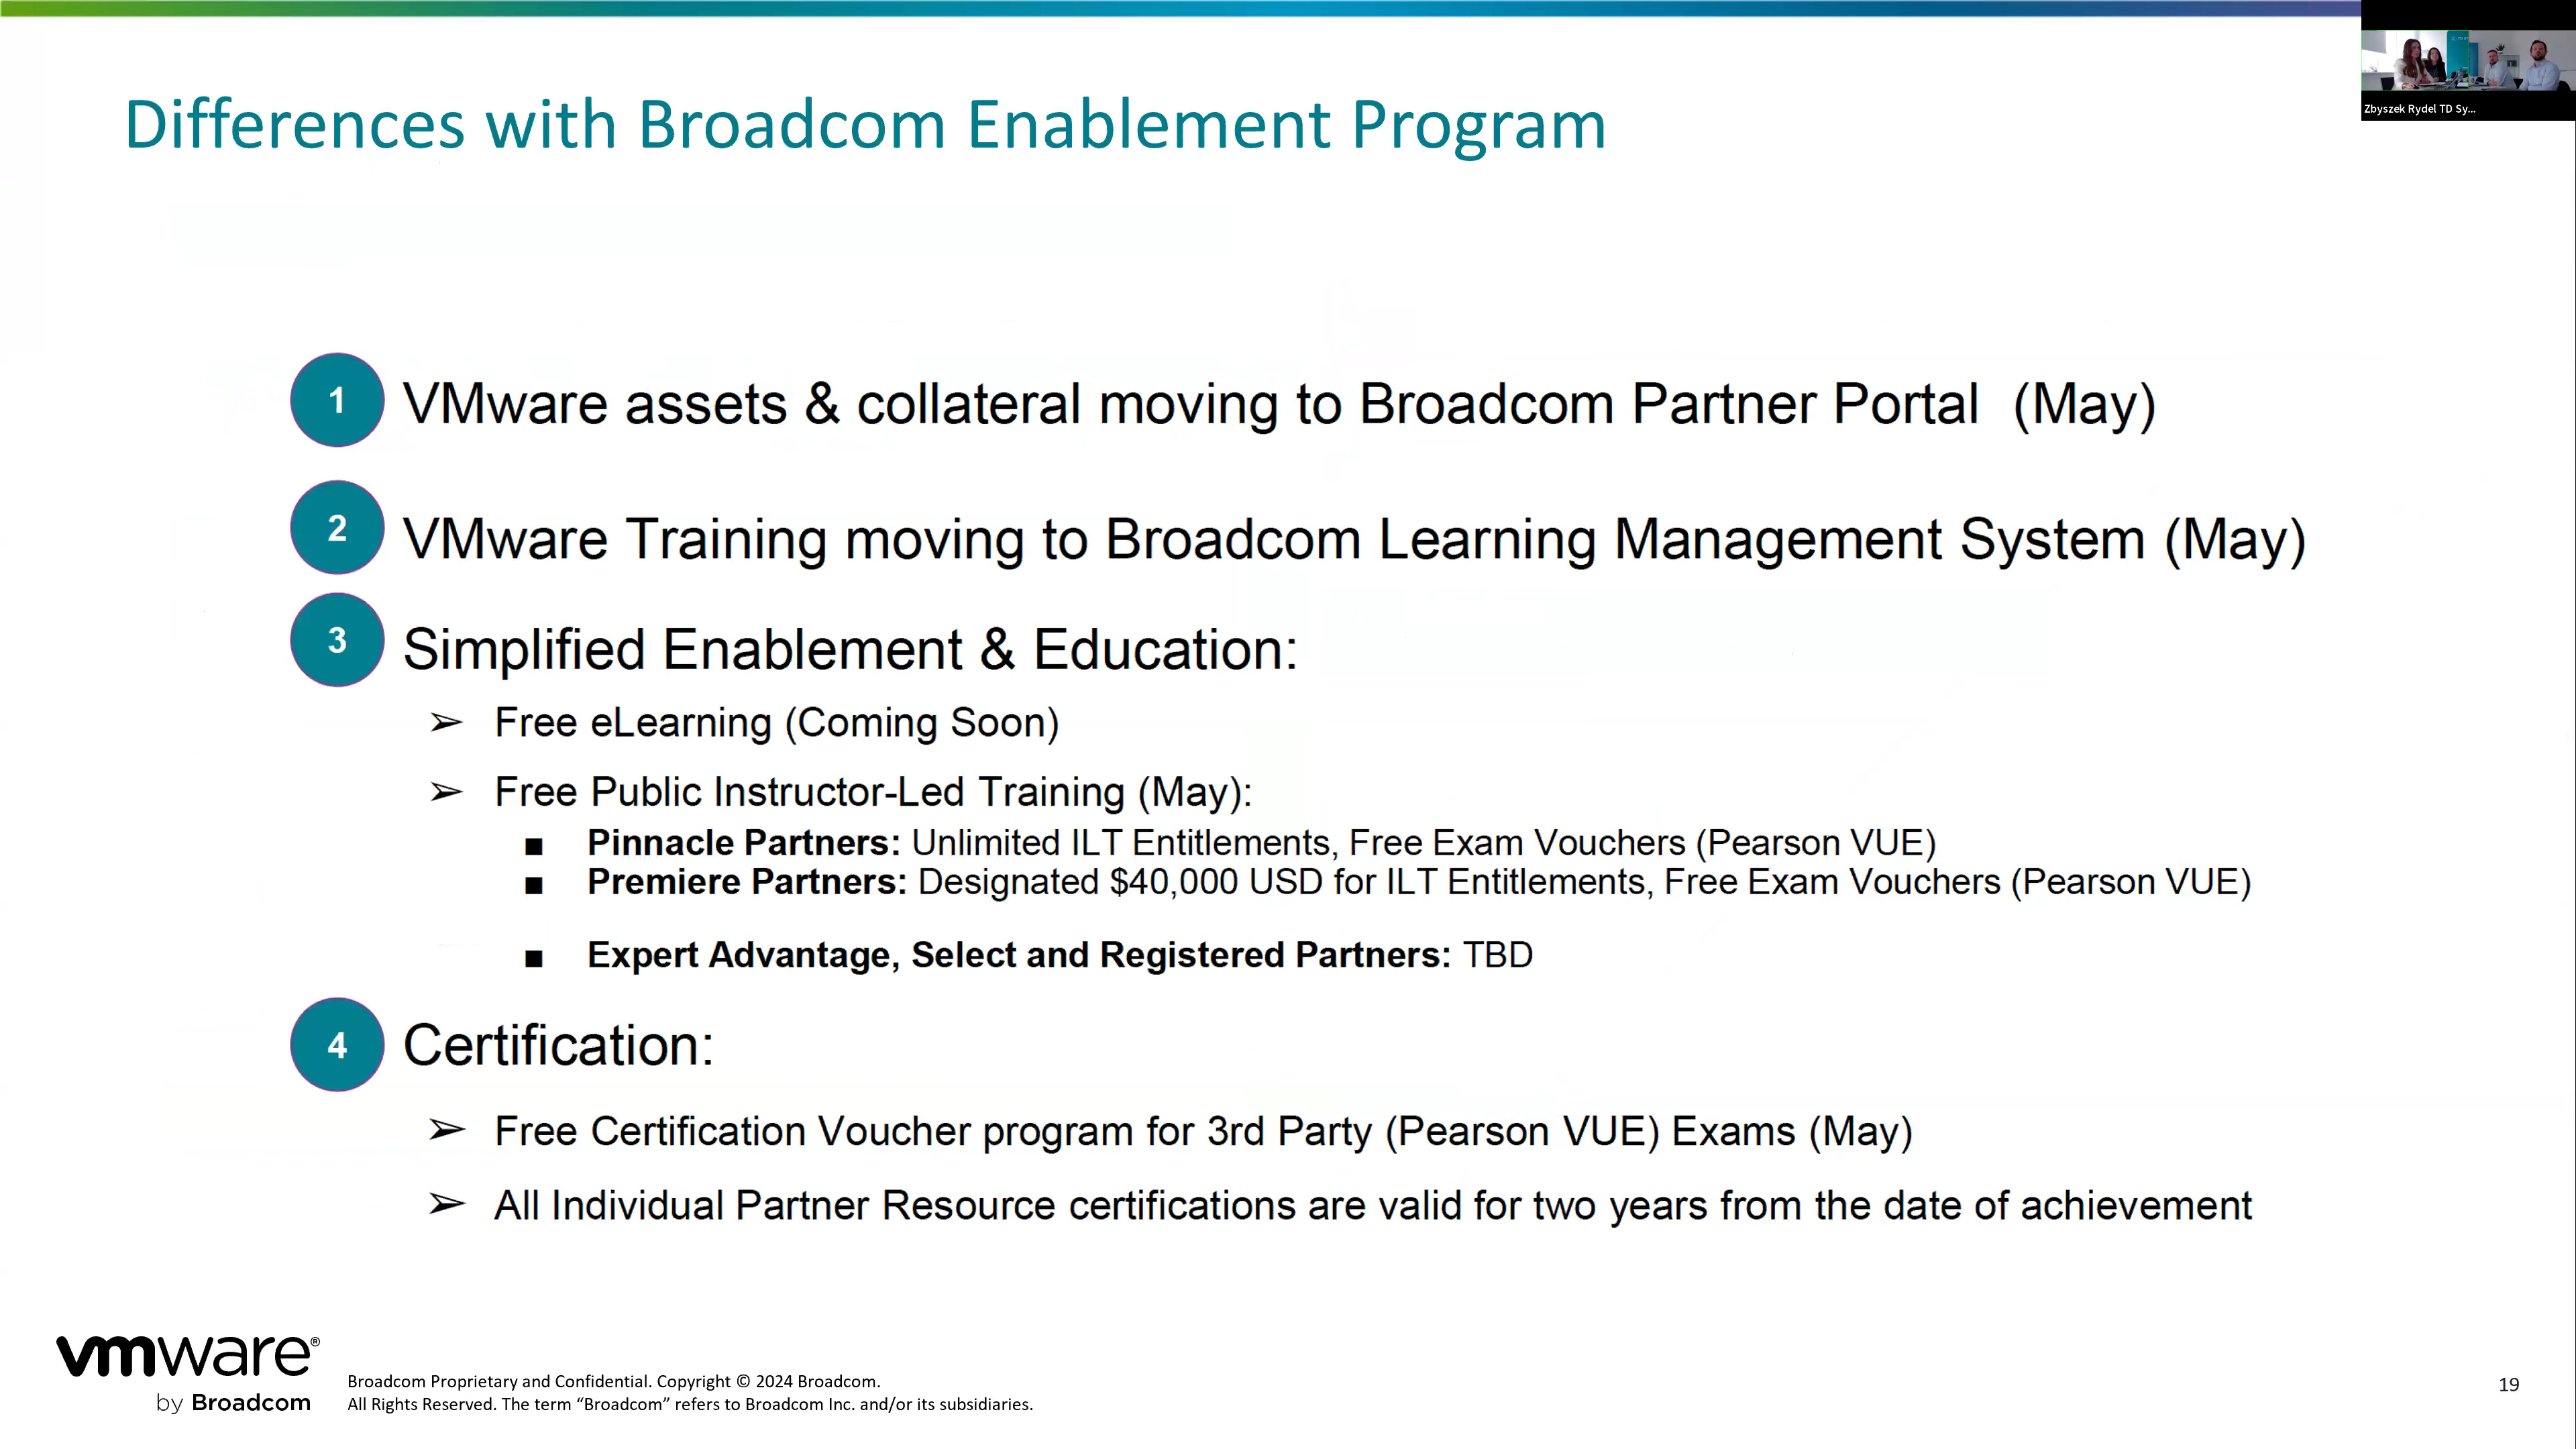 Zbyszek Rydel TD Sy...
Differences with Broadcom Enablement Program
1 VMware assets & collateral moving to Broadcom Partner Portal (May)
2 VMware Training moving to Broadcom Learning Management System (May)
3 Simplified Enablement & Education:
➢ Free eLearning (Coming Soon)
➢ Free Public Instructor-Led Training (May):
■ Pinnacle Partners: Unlimited ILT Entitlements, Free Exam Vouchers (Pearson VUE)
■ Premiere Partners: Designated $40,000 USD for ILT Entitlements, Free Exam Vouchers (Pearson VUE)
■ Expert Advantage, Select and Registered Partners: TBD
4 Certification:
➢ Free Certification Voucher program for 3rd Party (Pearson VUE) Exams (May)
➢ All Individual Partner Resource certifications are valid for two years from the date of achievement
vmware®
by Broadcom
Broadcom Proprietary and Confidential. Copyright © 2024 Broadcom.
All Rights Reserved. The term “Broadcom” refers to Broadcom Inc. and/or its subsidiaries.
19